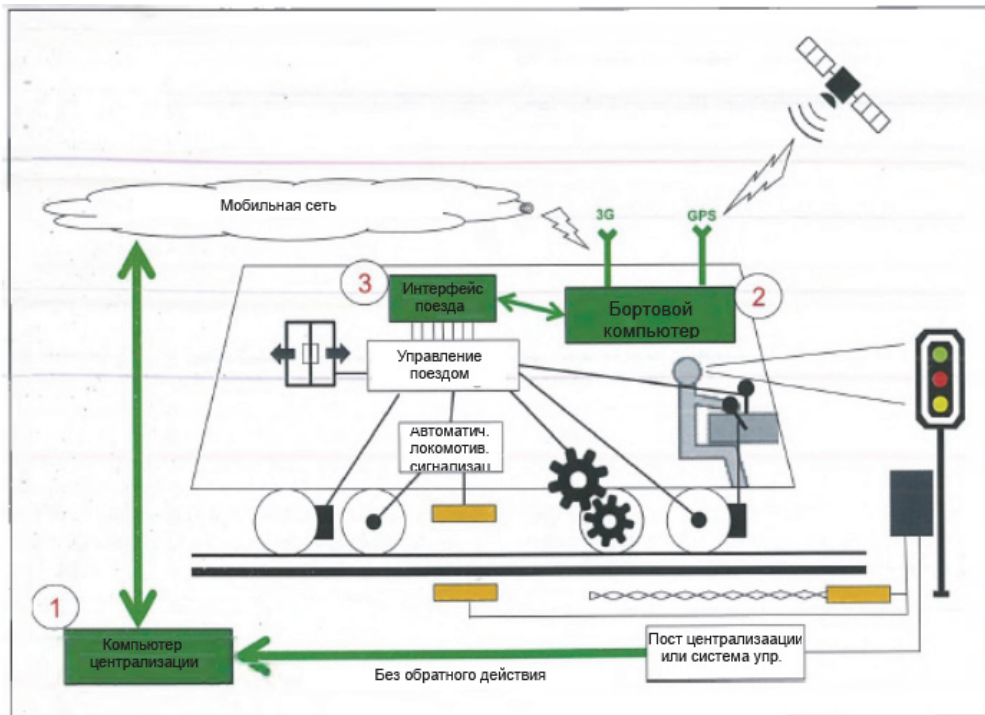 Мобильная сеть
3G
GPS
3
Интерфейс
поезда
Бортовой
компьютер
2
Управление
поездом
Автоматич.
локомотив.
сигнализац
1
Компьютер
централизации
Без обратного действия
Пост централизаации
или система упр.